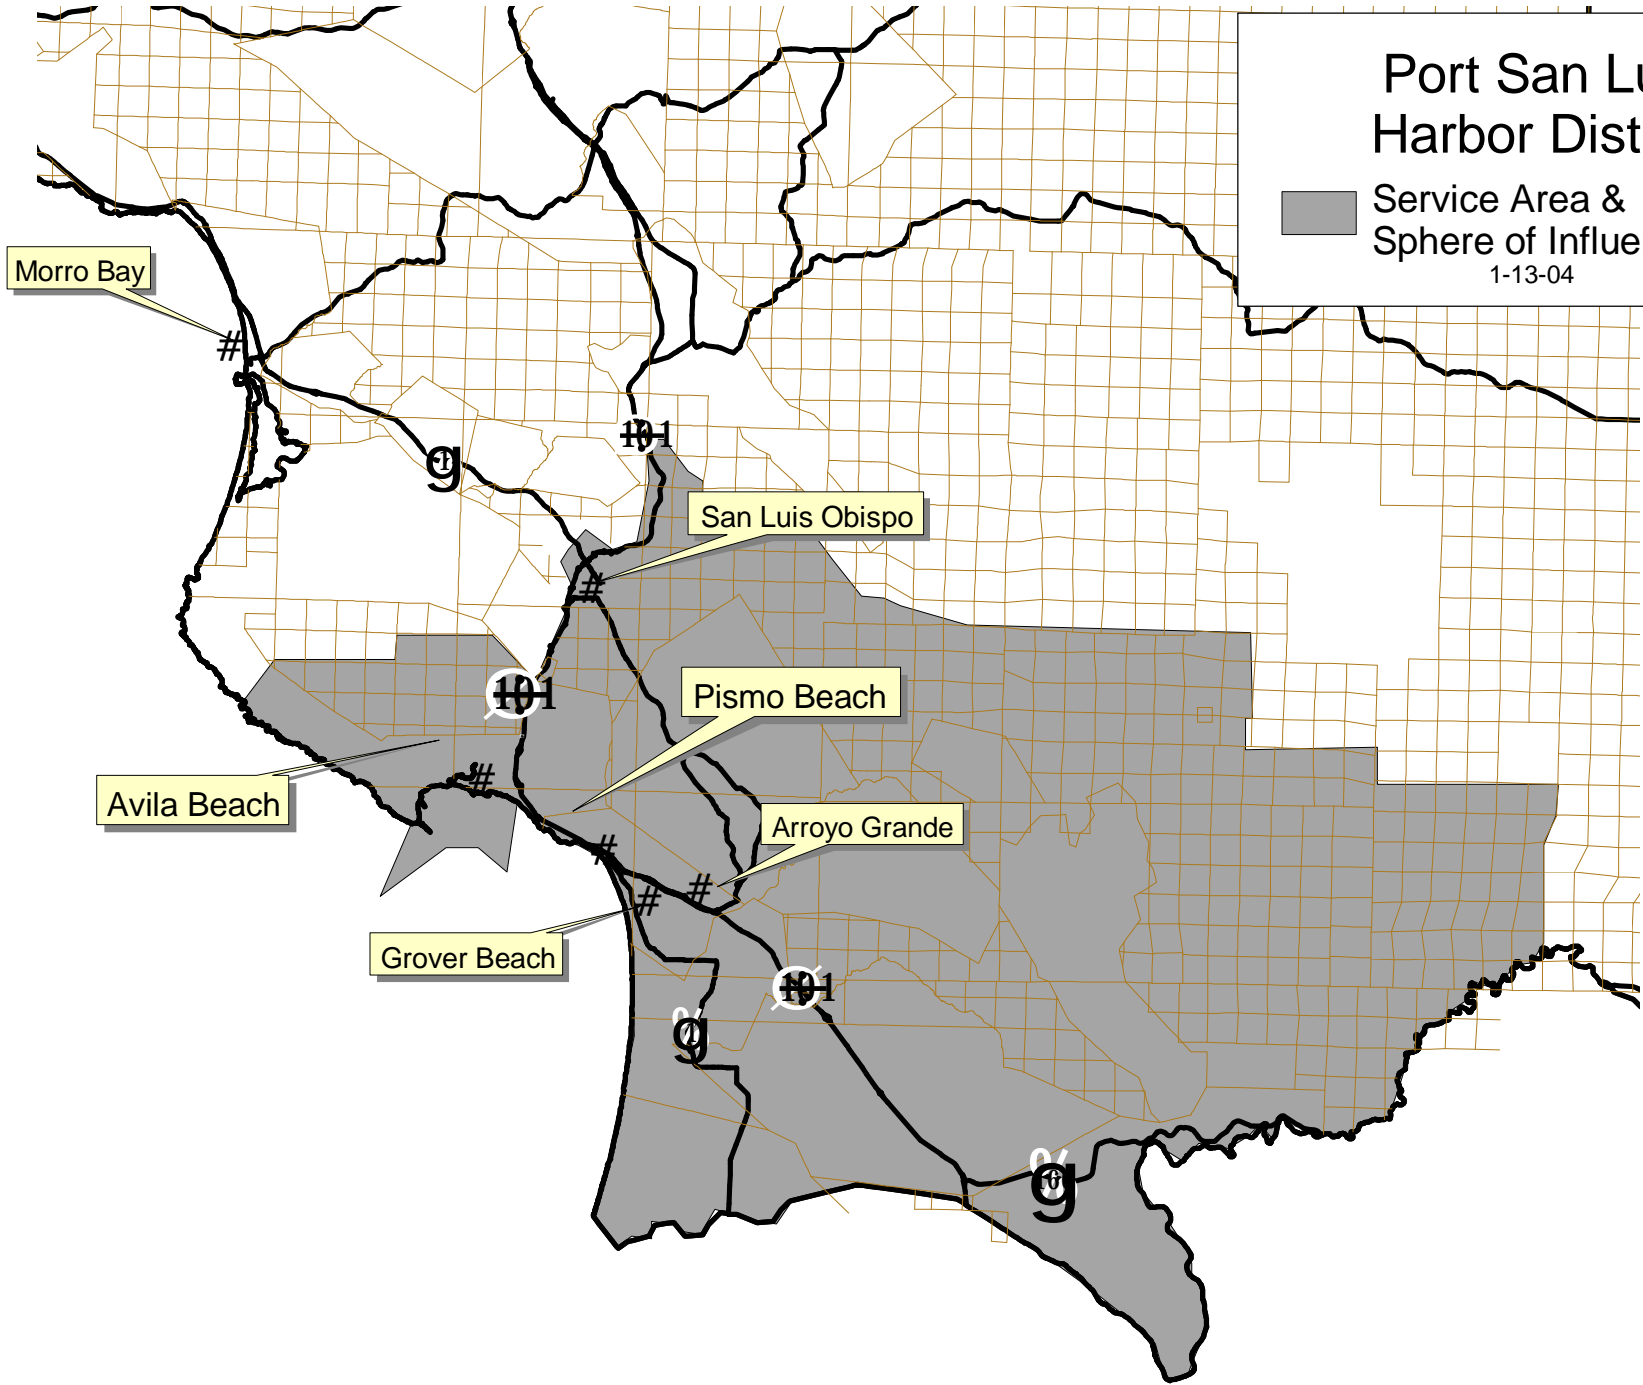 Port San Lu
Harbor Dist
Service Area &
Sphere of Influe
1-13-04
Morro Bay
#
101
g
1
San Luis Obispo
#
101
Pismo Beach
Avila Beach
#
Arroyo Grande
#
#
#
Grover Beach
101
g
g